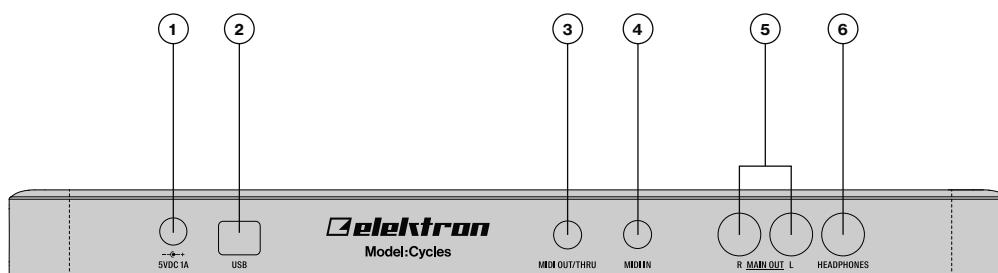 1 2 3 4 5 6
elektron
Model:Cycles
5VDC 1A USB MIDI OUT/THRU MIDI IN R MAIN OUT L HEADPHONES